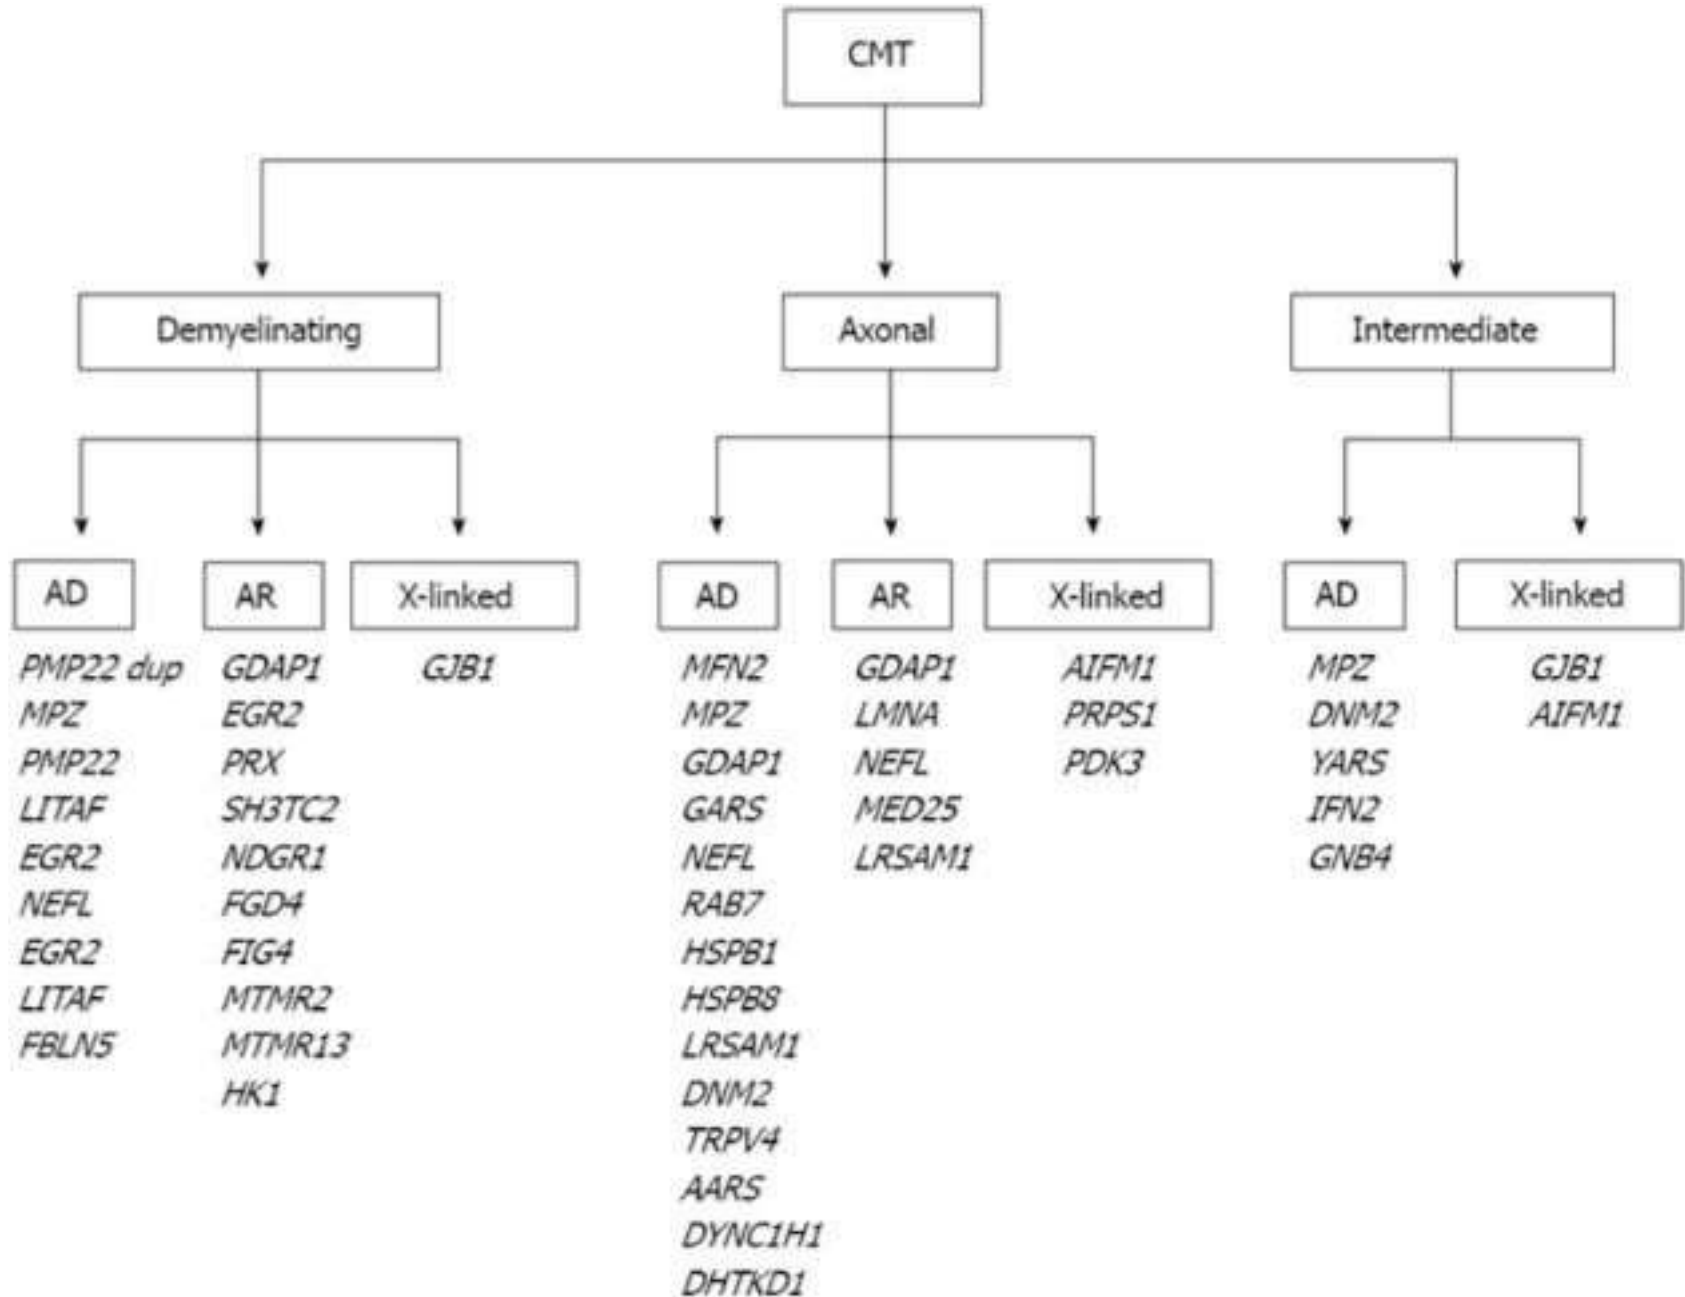 CMT
Demyelinating
Axonal
Intermediate
AD
AR
X-linked
AD
AR
X-linked
AD
X-linked
PMP22 dup
MPZ
PMP22
LITAF
EGR2
NEFL
EGR2
LITAF
FBLN5
GDAP1
EGR2
PRX
SH3TC2
NDGR1
FGD4
FIG4
MTMR2
MTMR13
HK1
GJB1
MFN2
MPZ
GDAP1
GARS
NEFL
RAB7
HSPB1
HSPB8
LRSAM1
DNM2
TRPV4
AARS
DYNC1H1
DHTKD1
GDAP1
LMNA
NEFL
MED25
LRSAM1
AIFM1
PRPS1
PDK3
MPZ
DNM2
YARS
IFN2
GNB4
GJB1
AIFM1